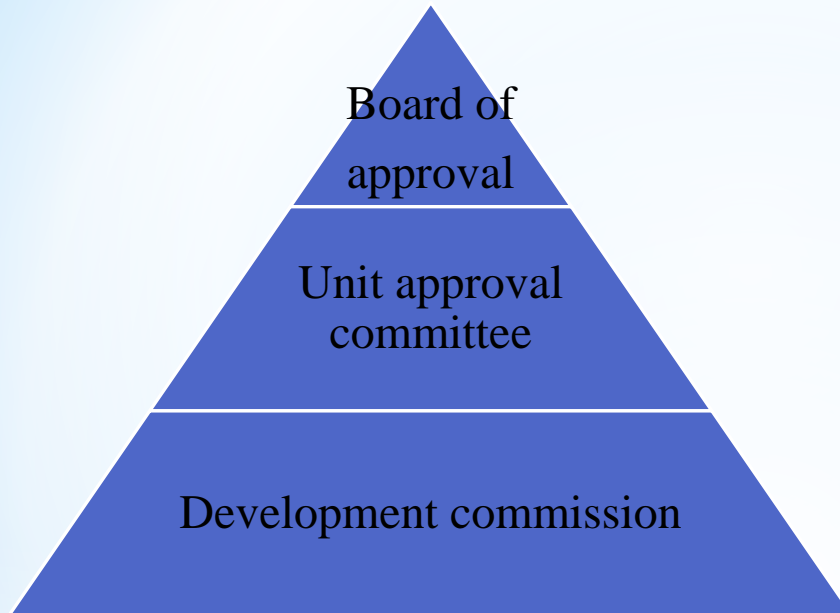 Board of
approval
Unit approval
committee
Development commission